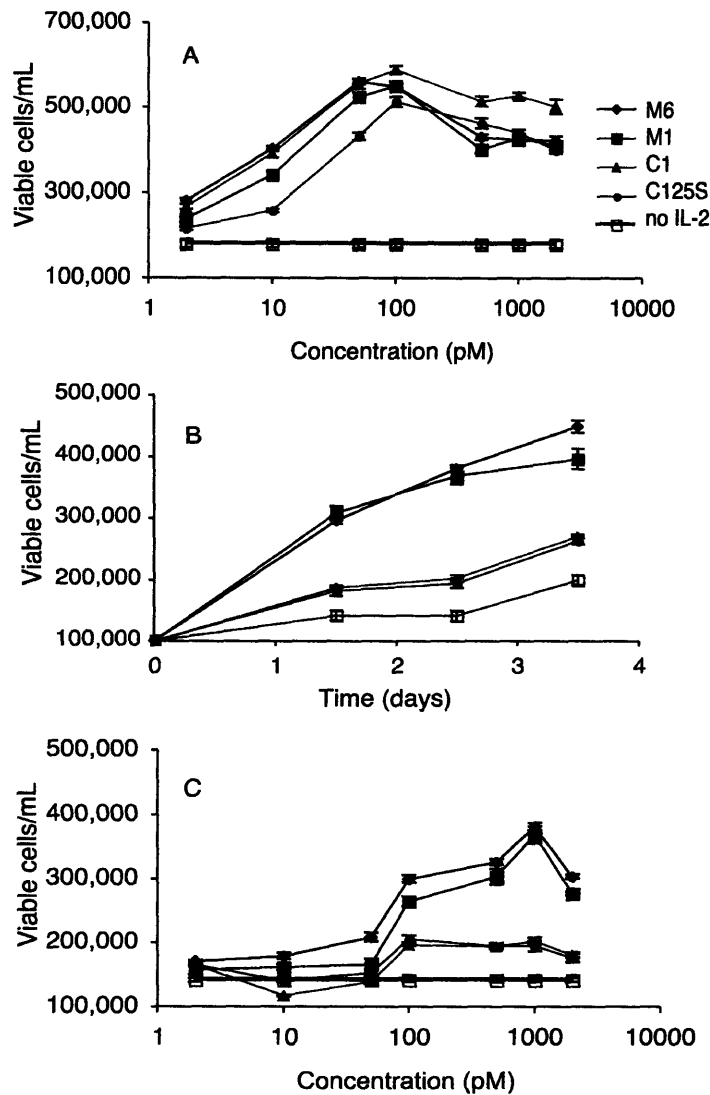 A
Viable cells/mL
700,000
500,000
300,000
100,000
1
10
100
1000
10000
Concentration (pM)
M6
M1
C1
C125S
no IL-2
B
Viable cells/mL
500,000
400,000
300,000
200,000
100,000
0
1
2
3
4
Time (days)
C
Viable cells/mL
500,000
400,000
300,000
200,000
100,000
1
10
100
1000
10000
Concentration (pM)